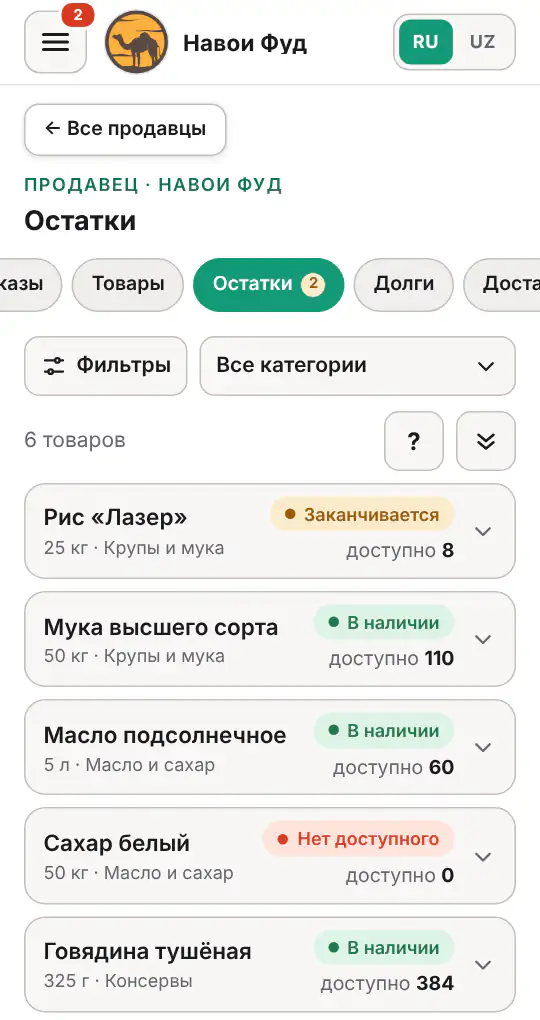 2
Навои Фуд
RU UZ
← Все продавцы
ПРОДАВЕЦ · НАВОИ ФУД
Остатки
казы Товары Остатки 2 Долги Доста
Фильтры Все категории
6 товаров ?
Рис «Лазер» Заканчивается
25 кг · Крупы и мука доступно 8
Мука высшего сорта В наличии
50 кг · Крупы и мука доступно 110
Масло подсолнечное В наличии
5 л · Масло и сахар доступно 60
Сахар белый Нет доступного
50 кг · Масло и сахар доступно 0
Говядина тушёная В наличии
325 г · Консервы доступно 384